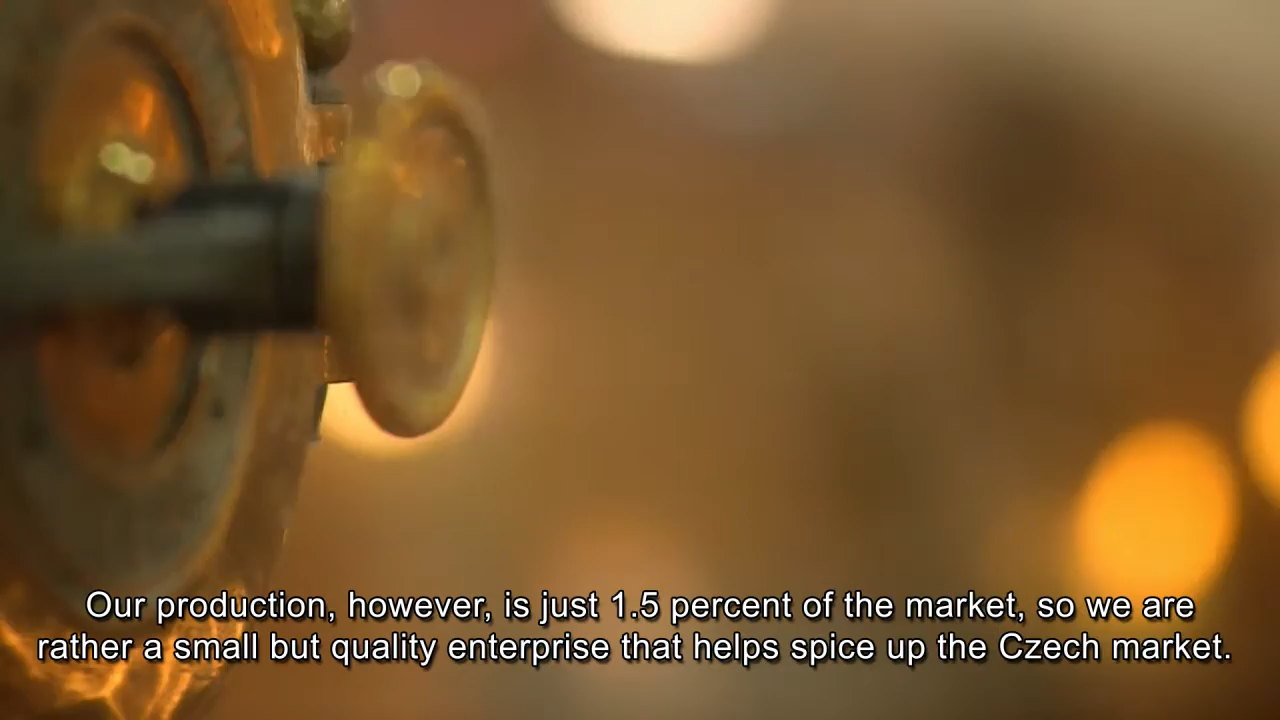 Our production, however, is just 1.5 percent of the market, so we are
rather a small but quality enterprise that helps spice up the Czech market.